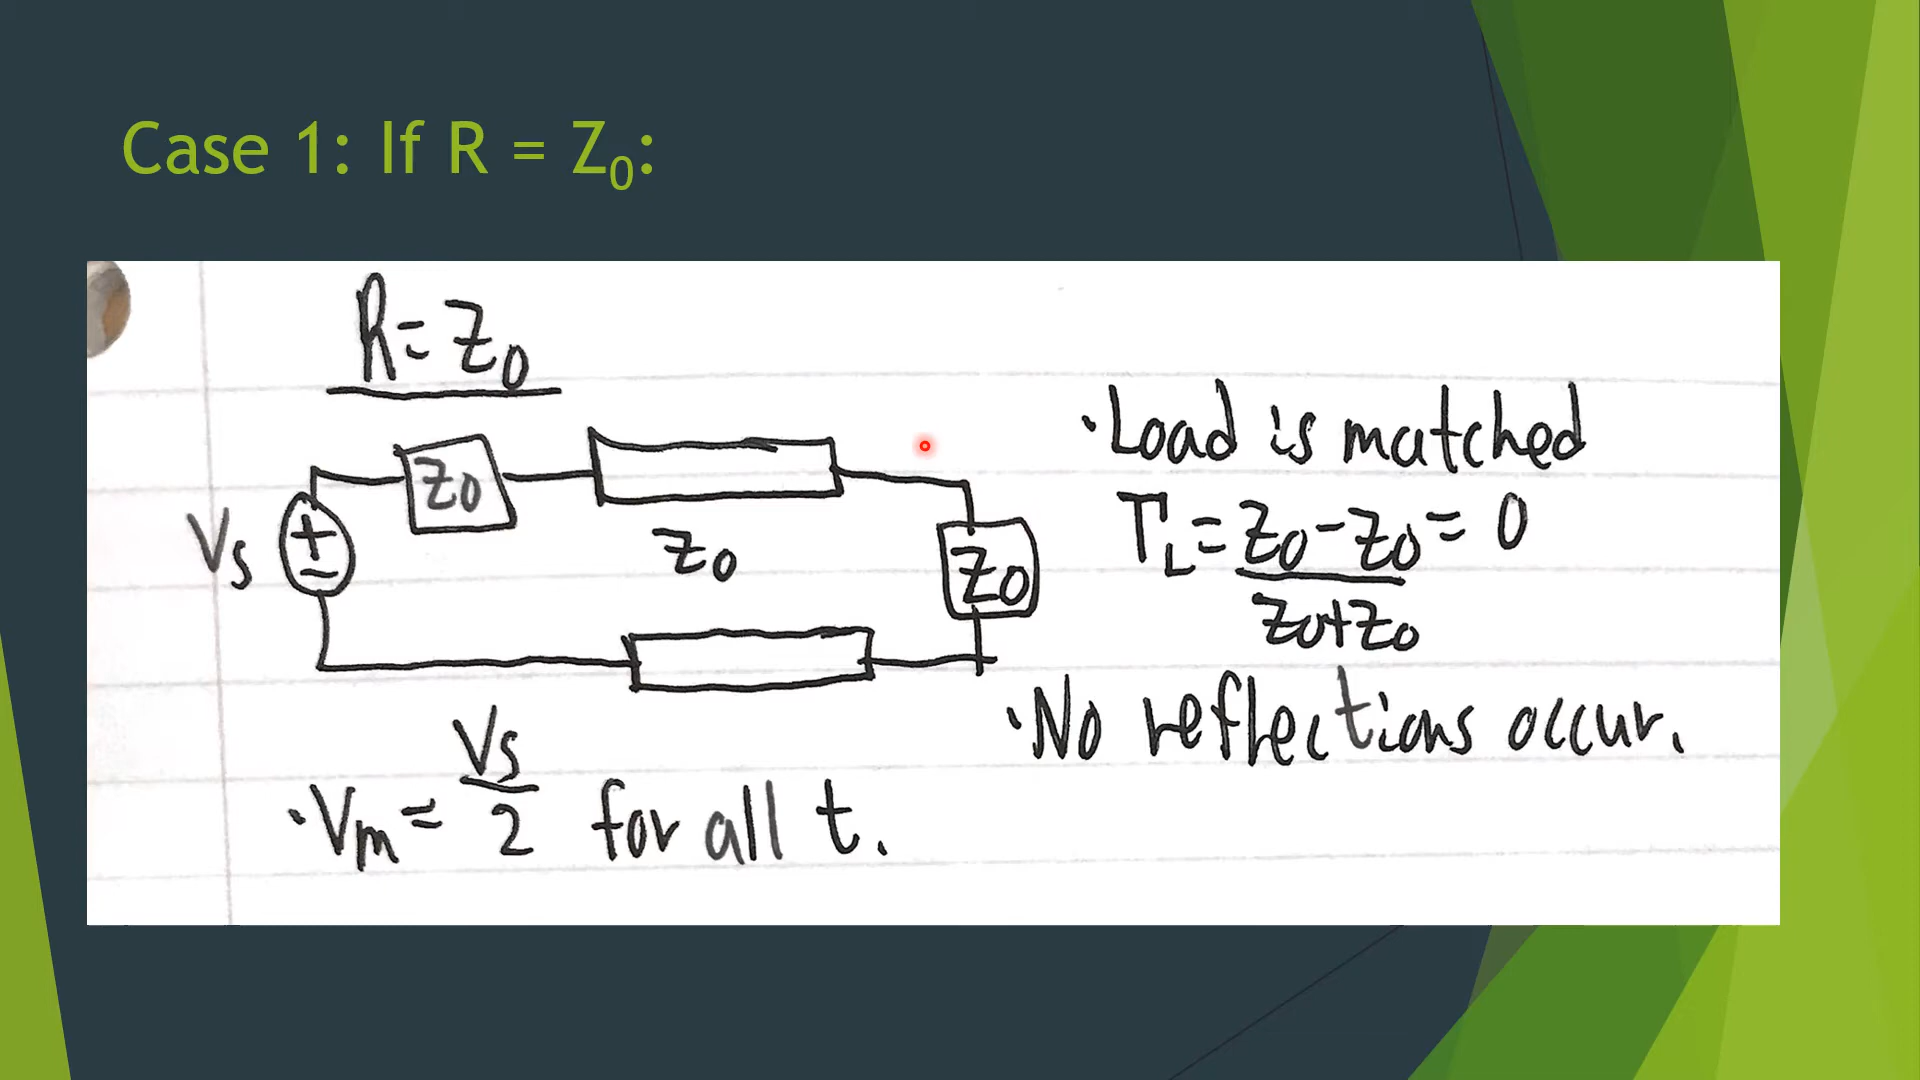 Case 1: If R = Z₀:
R = Z₀
Vs
+
−
Z₀
Z₀
Z₀
· Load is matched
Γ_L = Z₀ - Z₀ = 0
Z₀ + Z₀
· No reflections occur.
· Vm = Vs/2 for all t.